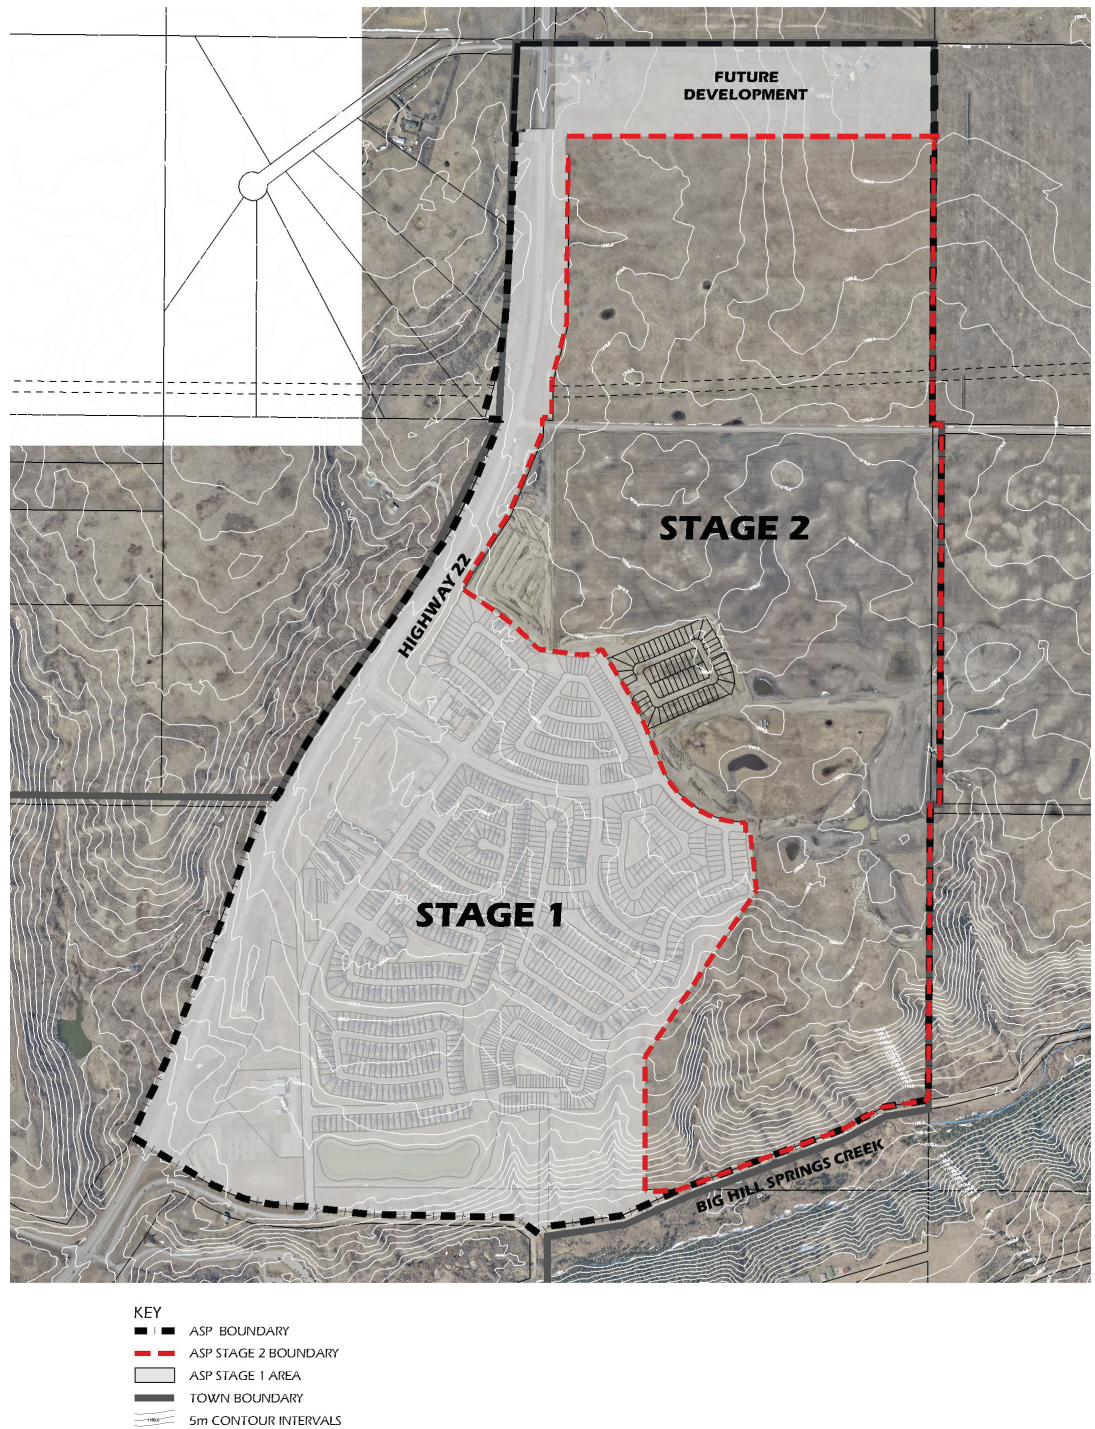 FUTURE
DEVELOPMENT
STAGE 2
HIGHWAY 22
STAGE 1
BIG HILL SPRINGS CREEK
KEY
ASP BOUNDARY
ASP STAGE 2 BOUNDARY
ASP STAGE 1 AREA
TOWN BOUNDARY
5m CONTOUR INTERVALS